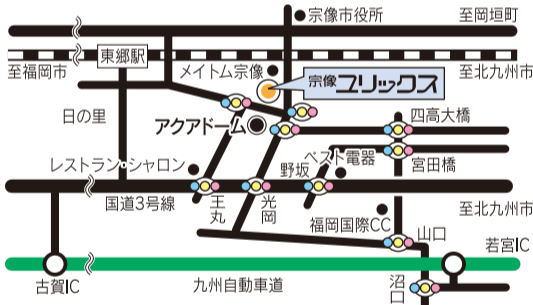 宗像市役所
至岡垣町
東郷駅
至福岡市
メイトム宗像
宗像 ユリックス
至北九州市
日の里
アクアドーム
四高大橋
レストラン・シャロン
ベスト電器
野坂
宮田橋
国道3号線
王丸
光岡
福岡国際CC
至北九州市
山口
若宮IC
古賀IC
九州自動車道
沼口